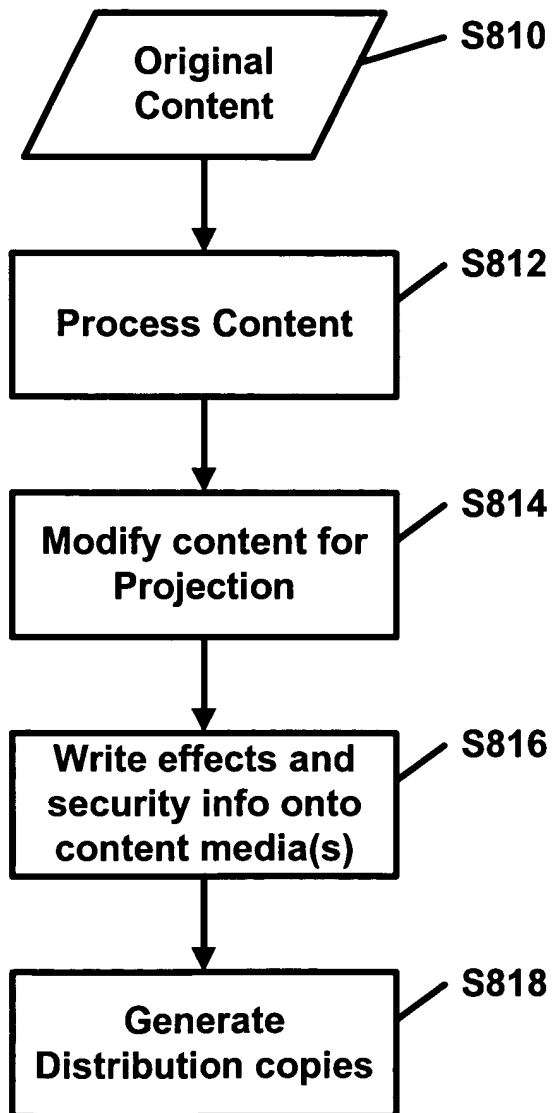 Original
Content
S810
Process Content
S812
Modify content for
Projection
S814
Write effects and
security info onto
content media(s)
S816
Generate
Distribution copies
S818